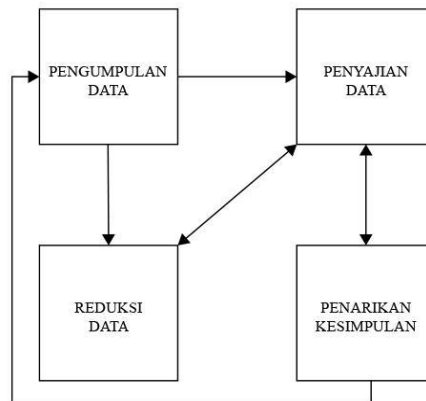 PENGUMPULAN
DATA
PENYAJIAN
DATA
REDUKSI
DATA
PENARIKAN
KESIMPULAN